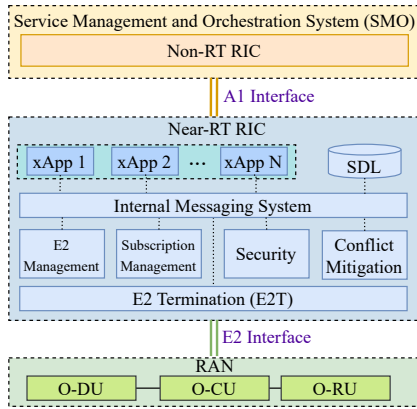 Service Management and Orchestration System (SMO)
Non-RT RIC
A1 Interface
Near-RT RIC
xApp 1 xApp 2 ··· xApp N
SDL
Internal Messaging System
E2
Management
Subscription
Management
Security
Conflict
Mitigation
E2 Termination (E2T)
E2 Interface
RAN
O-DU O-CU O-RU